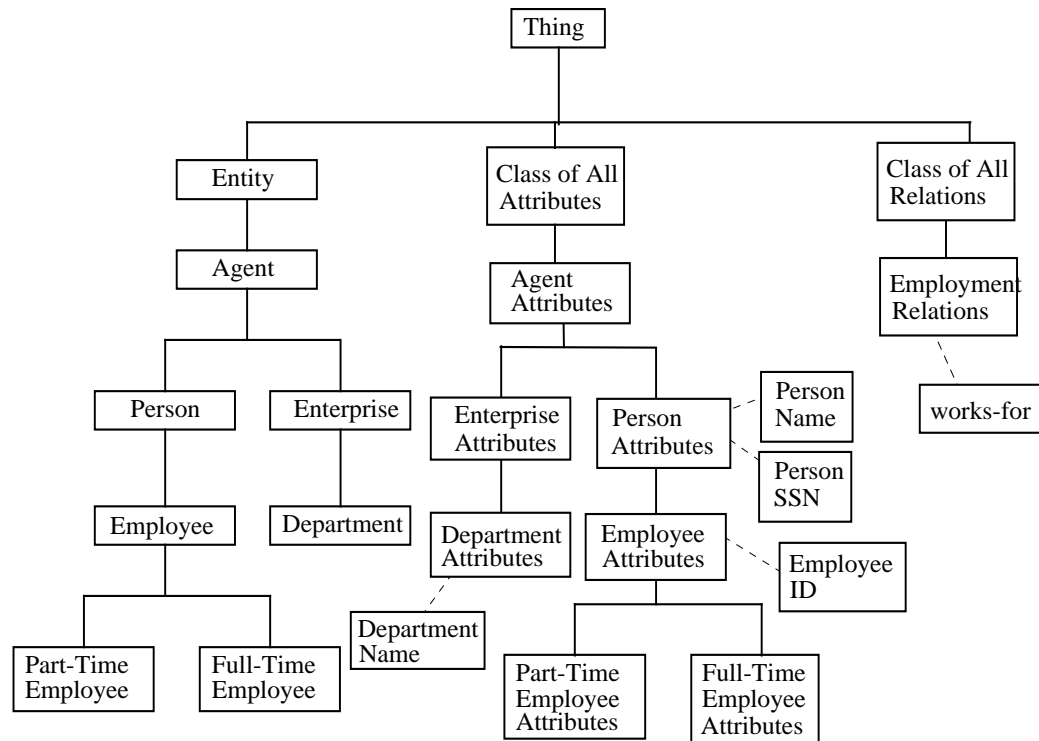 Thing
Entity
Class of All
Attributes
Class of All
Relations
Agent
Agent
Attributes
Employment
Relations
Person
Enterprise
Enterprise
Attributes
Person
Attributes
Person
Name
works-for
Person
SSN
Employee
Department
Department
Attributes
Employee
Attributes
Employee
ID
Department
Name
Part-Time
Employee
Full-Time
Employee
Part-Time
Employee
Attributes
Full-Time
Employee
Attributes